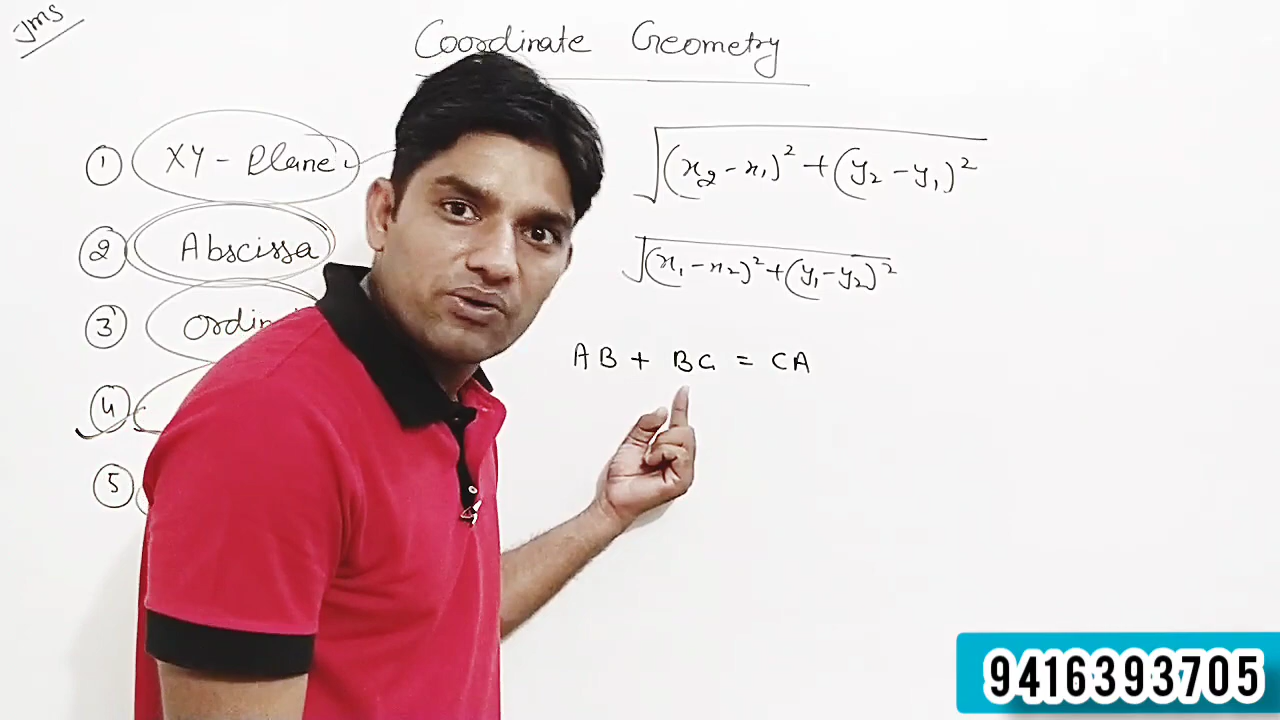 JMS
Coordinate Geometry
① XY-Plane
② Abscissa
③
④
⑤
√(x₂-x₁)²+(y₂-y₁)²
√(x₁-x₂)²+(y₁-y₂)²
AB + BC = CA
9416393705